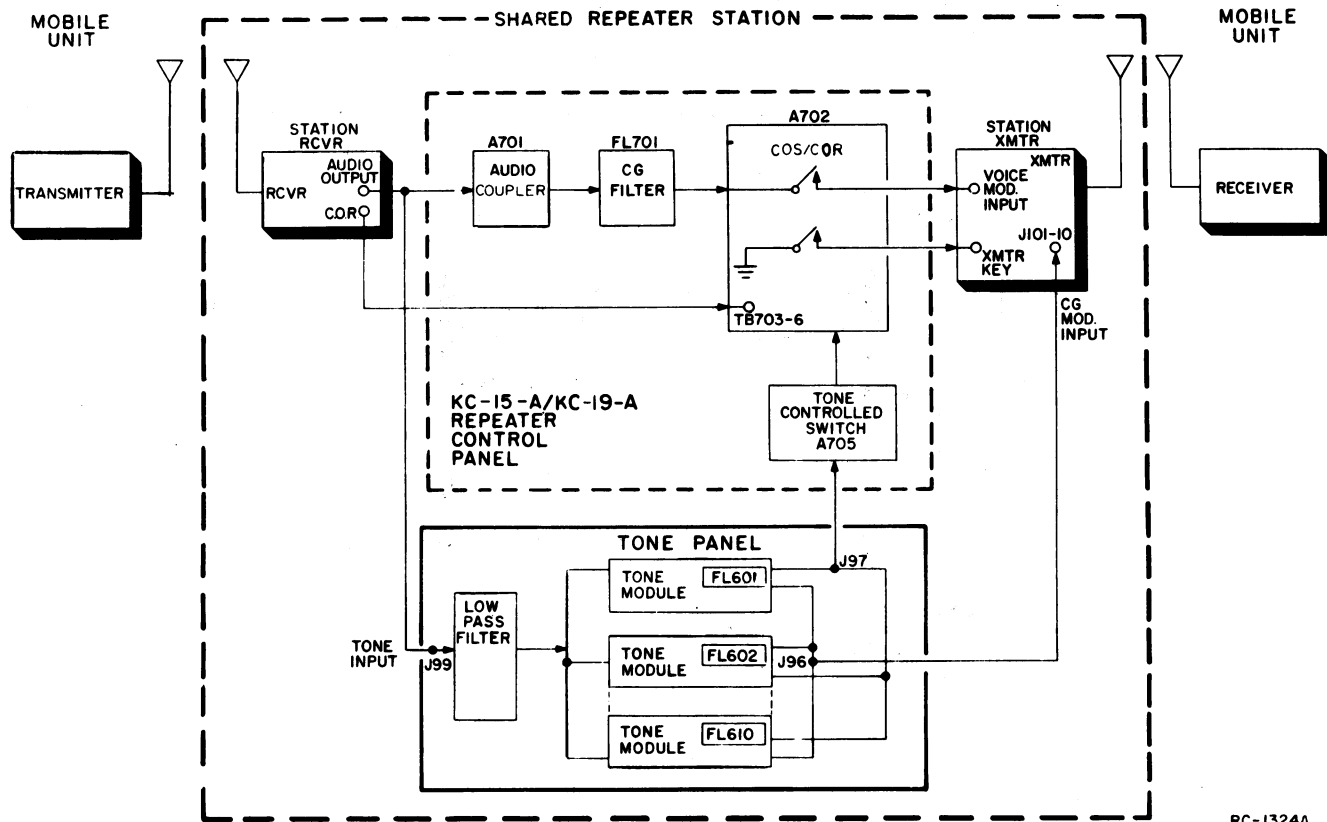 SHARED REPEATER STATION
MOBILE
UNIT
MOBILE
UNIT
STATION
RCVR
AUDIO
OUTPUT
RCVR
C.O.R
TRANSMITTER
A701
AUDIO
COUPLER
FL701
CG
FILTER
A702
COS/COR
TB703-6
STATION
XMTR
XMTR
VOICE
MOD.
INPUT
J101-10
XMTR
KEY
CG
MOD.
INPUT
RECEIVER
KC-15-A/KC-19-A
REPEATER
CONTROL
PANEL
TONE
CONTROLLED
SWITCH
A705
TONE PANEL
J97
TONE
MODULE
FL601
LOW
PASS
FILTER
TONE
INPUT
J99
TONE
MODULE
FL602
J96
TONE
MODULE
FL610
RC-1324A